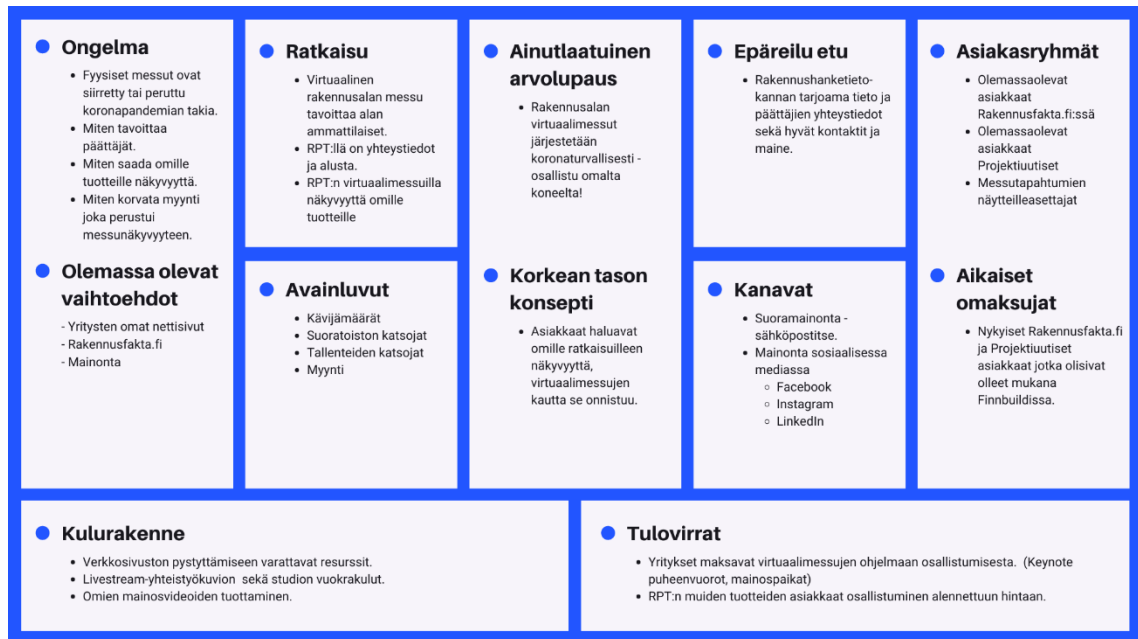 Ongelma
• Fyysiset messut ovat
siirretty tai peruttu
koronapandemian takia.
• Miten tavoittaa
päättäjät.
• Miten saada omille
tuotteille näkyvyyttä.
• Miten korvata myynti
joka perustui
messunäkyvyyteen.
Olemassa olevat
vaihtoehdot
- Yritysten omat nettisivut
- Rakennusfakta.fi
- Mainonta
Ratkaisu
• Virtuaalinen
rakennusalan messu
tavoittaa alan
ammattilaiset.
• RPT:llä on yhteystiedot
ja alusta.
• RPT:n virtuaalimessuilla
näkyvyyttä omille
tuotteille
Avainluvut
• Kävijämäärät
• Suoratoiston katsojat
• Tallenteiden katsojat
• Myynti
Ainutlaatuinen
arvolupaus
• Rakennusalan
virtuaalimessut
järjestetään
koronaturvallisesti -
osallistu omalta
koneelta!
Korkean tason
konsepti
• Asiakkaat haluavat
omille ratkaisuilleen
näkyvyyttä,
virtuaalimessujen
kautta se onnistuu.
Epäreilu etu
• Rakennushanketieto-
kannan tarjoama tieto ja
päättäjien yhteystiedot
sekä hyvät kontaktit ja
maine.
Kanavat
• Suoramainonta -
sähköpostitse.
• Mainonta sosiaalisessa
mediassa
◦ Facebook
◦ Instagram
◦ LinkedIn
Asiakasryhmät
• Olemassaolevat
asiakkaat
Rakennusfakta.fi:ssä
• Olemassaolevat
asiakkaat
Projektiuutiset
• Messutapahtumien
näytteilleasettajat
Aikaiset
omaksujat
• Nykyiset Rakennusfakta.fi
ja Projektiuutiset
asiakkaat jotka olisivat
olleet mukana
Finnbuildissa.
Kulurakenne
• Verkkosivuston pystyttämiseen varattavat resurssit.
• Livestream-yhteistyökuvion sekä studion vuokrakulut.
• Omien mainosvideoiden tuottaminen.
Tulovirrat
• Yritykset maksavat virtuaalimessujen ohjelmaan osallistumisesta. (Keynote
puheenvuorot, mainospaikat)
• RPT:n muiden tuotteiden asiakkaat osallistuminen alennettuun hintaan.